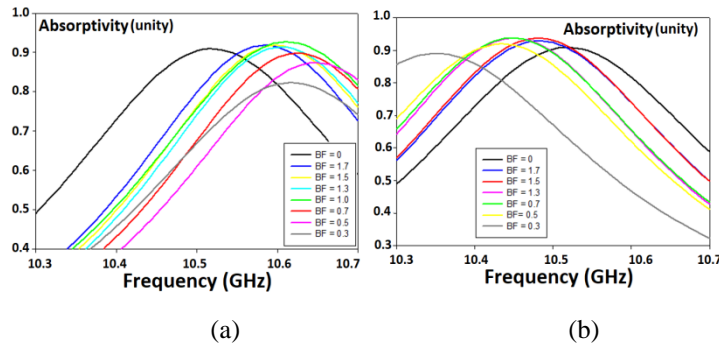 Absorptivity (unity)
1.0
0.9
0.8
0.7
0.6
0.5
0.4
BF = 0
BF = 1.7
BF = 1.5
BF = 1.3
BF = 1.0
BF = 0.7
BF = 0.5
BF = 0.3
10.3 10.4 10.5 10.6 10.7
Frequency (GHz)
(a)
Absorptivity (unity)
1.0
0.9
0.8
0.7
0.6
0.5
0.4
0.3
BF = 0
BF = 1.7
BF = 1.5
BF = 1.3
BF = 0.7
BF= 0.5
BF = 0.3
10.3 10.4 10.5 10.6 10.7
Frequency (GHz)
(b)